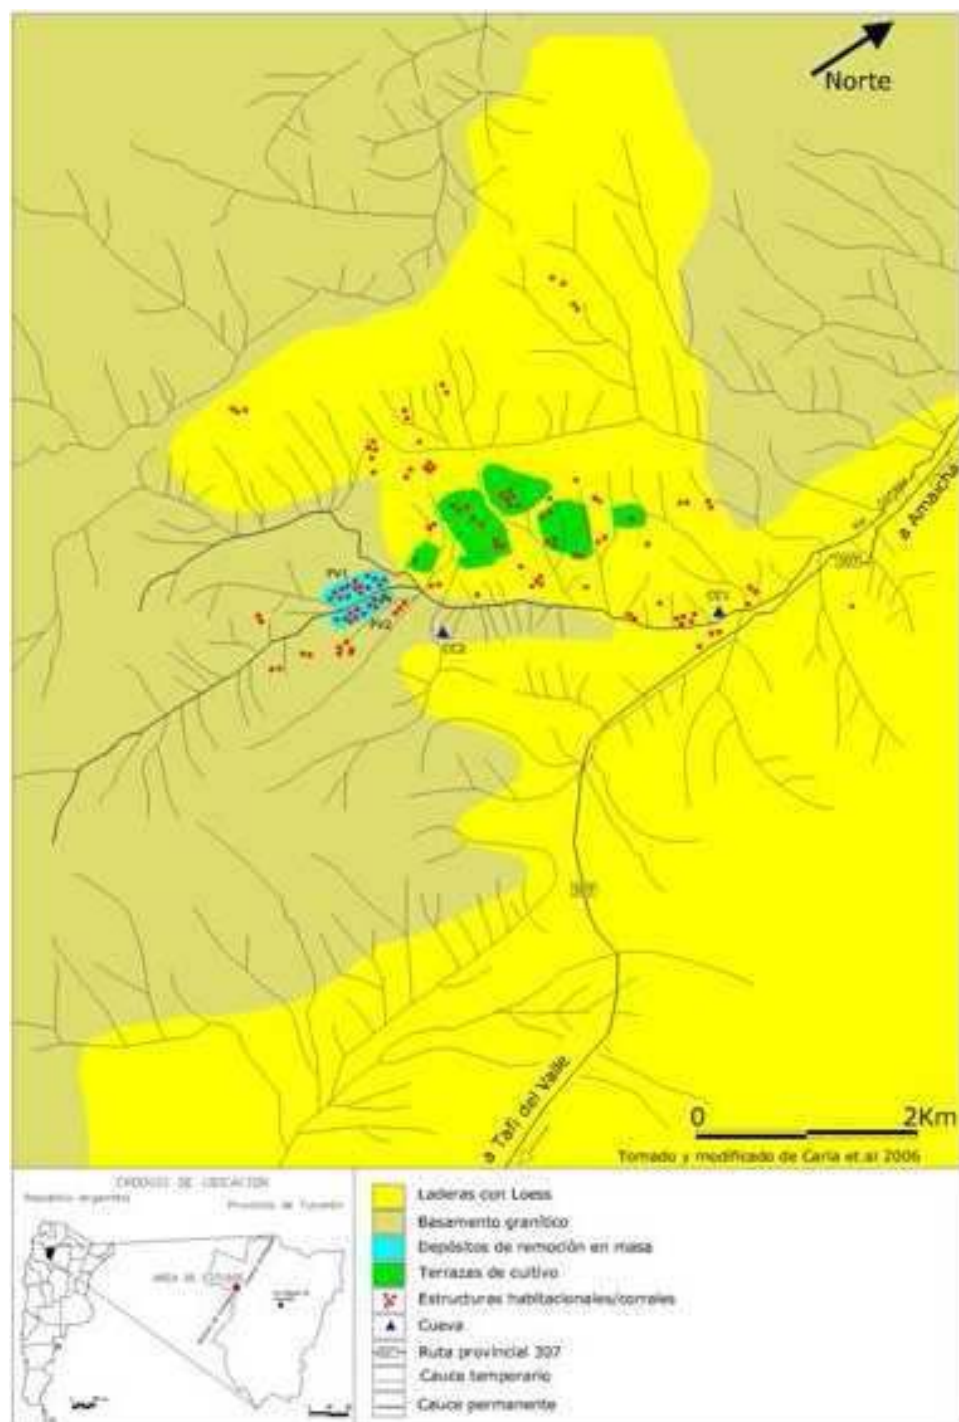 Norte
a Amaicha
PV1
PV2
CC1
CC2
a Tafi del Valle
0 2Km
Tomado y modificado de Caria et.al 2006
CROQUIS DE UBICACION
Republica Argentina
Provincia de Tucumán
AREA DE ESTUDIO
Laderas con Loess
Basamento granítico
Depósitos de remoción en masa
Terrazas de cultivo
Estructuras habitacionales/corrales
Cueva
Ruta provincial 307
Cauce temporario
Cauce permanente